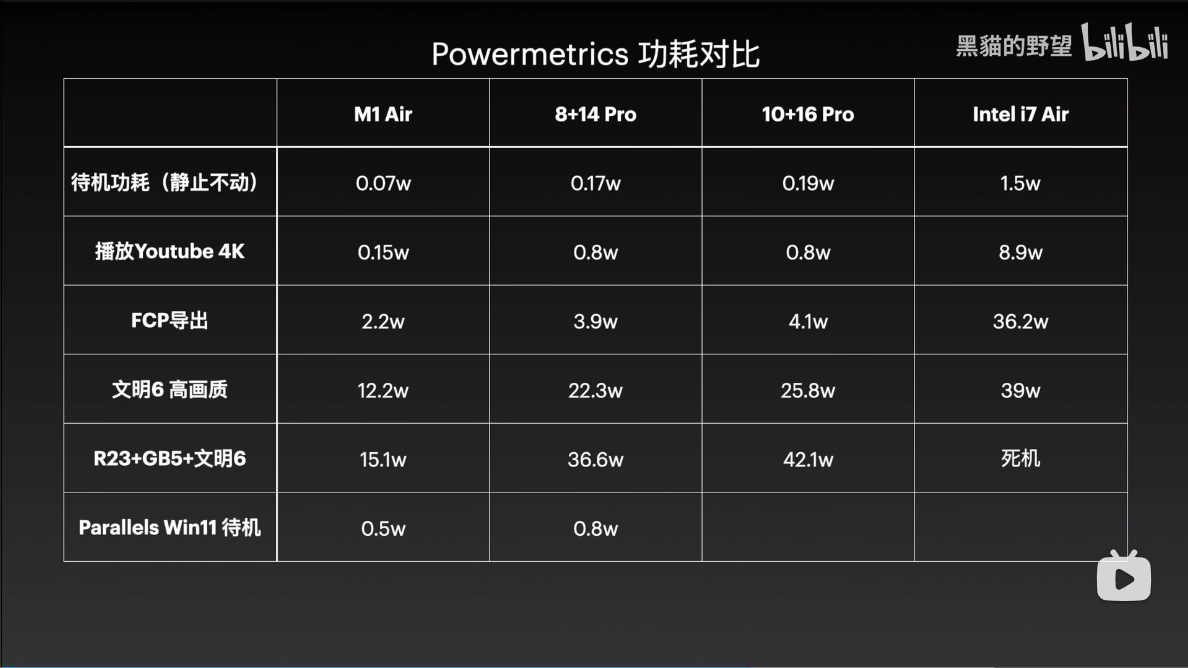 黑貓的野望 bilibili
Powermetrics 功耗对比
M1 Air 8+14 Pro 10+16 Pro Intel i7 Air
待机功耗（静止不动） 0.07w 0.17w 0.19w 1.5w
播放Youtube 4K 0.15w 0.8w 0.8w 8.9w
FCP导出 2.2w 3.9w 4.1w 36.2w
文明6 高画质 12.2w 22.3w 25.8w 39w
R23+GB5+文明6 15.1w 36.6w 42.1w 死机
Parallels Win11 待机 0.5w 0.8w